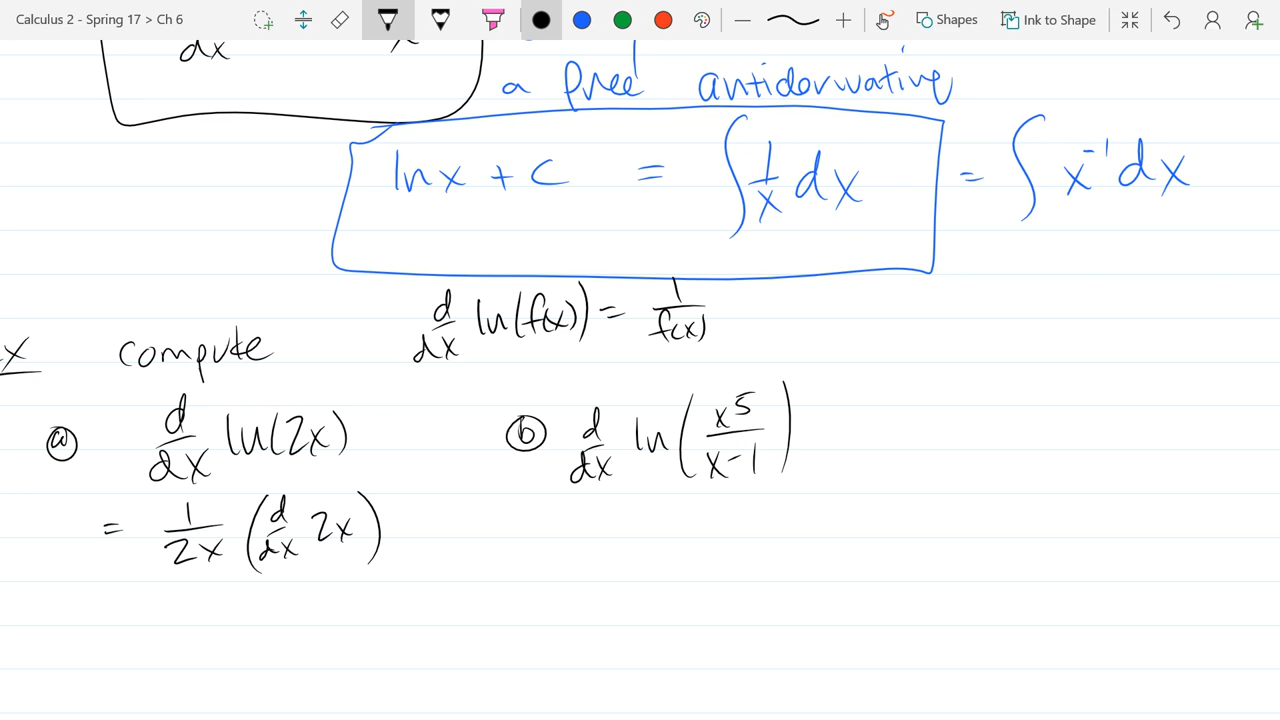 Calculus 2 - Spring 17 > Ch 6
Shapes
Ink to Shape
dx
a free antiderivative
ln x + c = ∫ 1/x dx = ∫ x^-1 dx
d/dx ln(f(x)) = 1/f(x)
x compute
ⓐ d/dx ln(2x) ⓑ d/dx ln(x^5/(x-1))
= 1/2x (d/dx 2x)